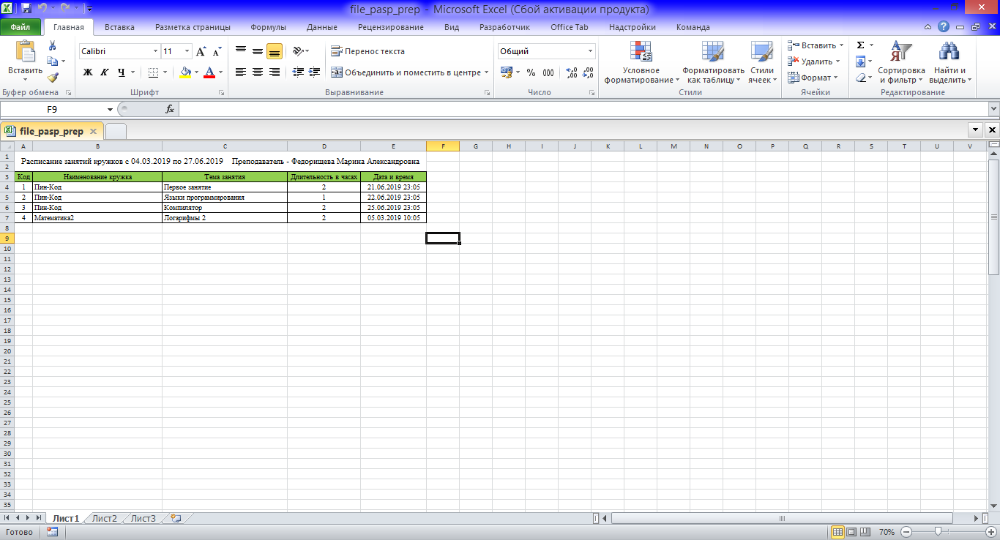 file_pasp_prep - Microsoft Excel (Сбой активации продукта)
Файл Главная Вставка Разметка страницы Формулы Данные Рецензирование Вид Разработчик Office Tab Надстройки Команда
Вставить
Calibri 11
Ж К Ч
Перенос текста
Объединить и поместить в центре
Общий
% 000
Условное форматирование
Форматировать как таблицу
Стили ячеек
Вставить
Удалить
Формат
Сортировка и фильтр
Найти и выделить
Буфер обмена Шрифт Выравнивание Число Стили Ячейки Редактирование
F9 fx
file_pasp_prep
A B C D E F G H I J K L M N O P Q R S T U V
1 Расписание занятий кружков с 04.03.2019 по 27.06.2019 Преподаватель - Федорищева Марина Александровна
2
3 Код Наименование кружка Тема занятия Длительность в часах Дата и время
4 1 Пин-Код Первое занятие 2 21.06.2019 23:05
5 2 Пин-Код Языки программирования 1 22.06.2019 23:05
6 3 Пин-Код Компилятор 2 25.06.2019 23:05
7 4 Математика2 Логарифмы 2 2 05.03.2019 10:05
8
9
10
11
12
13
14
15
16
17
18
19
20
21
22
23
24
25
26
27
28
29
30
31
32
33
34
35
Лист1 Лист2 Лист3
Готово 70%